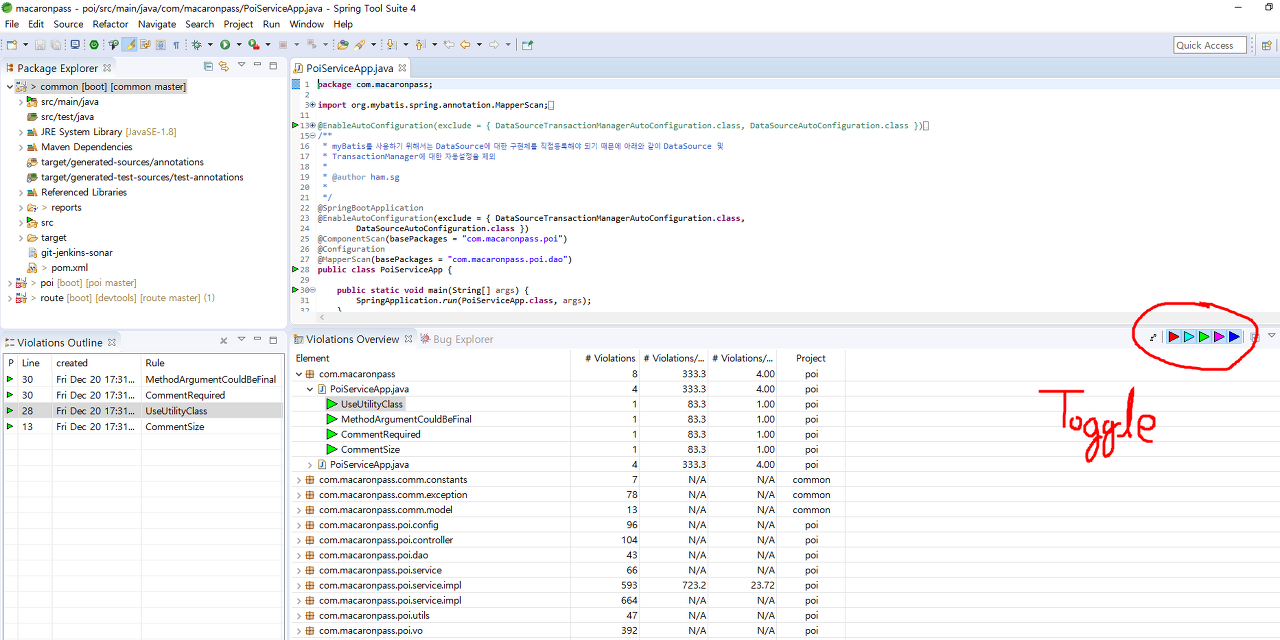 macaronpass - poi/src/main/java/com/macaronpass/PoiServiceApp.java - Spring Tool Suite 4
File Edit Source Refactor Navigate Search Project Run Window Help
Quick Access
Package Explorer
> common [boot] [common master]
src/main/java
src/test/java
JRE System Library [JavaSE-1.8]
Maven Dependencies
target/generated-sources/annotations
target/generated-test-sources/test-annotations
Referenced Libraries
> reports
> src
target
git-jenkins-sonar
> pom.xml
> poi [boot] [poi master]
> route [boot] [devtools] [route master] (1)
PoiServiceApp.java
1 package com.macaronpass;
2
3 import org.mybatis.spring.annotation.MapperScan;
11
13 @EnableAutoConfiguration(exclude = { DataSourceTransactionManagerAutoConfiguration.class, DataSourceAutoConfiguration.class })
15 /**
16 * myBatis를 사용하기 위해서는 DataSource에 대한 구현체를 직접등록해야 되기 때문에 아래와 같이 DataSource 및
17 * TransactionManager에 대한 자동설정을 제외
18 *
19 * @author ham.sg
20 *
21 */
22 @SpringBootApplication
23 @EnableAutoConfiguration(exclude = { DataSourceTransactionManagerAutoConfiguration.class,
24 DataSourceAutoConfiguration.class })
25 @ComponentScan(basePackages = "com.macaronpass.poi")
26 @Configuration
27 @MapperScan(basePackages = "com.macaronpass.poi.dao")
28 public class PoiServiceApp {
29
30 public static void main(String[] args) {
31 SpringApplication.run(PoiServiceApp.class, args);
32 }
Violations Outline
P Line created Rule
30 Fri Dec 20 17:31... MethodArgumentCouldBeFinal
30 Fri Dec 20 17:31... CommentRequired
28 Fri Dec 20 17:31... UseUtilityClass
13 Fri Dec 20 17:31... CommentSize
Violations Overview Bug Explorer
Element # Violations # Violations/... # Violations/... Project
com.macaronpass 8 333.3 4.00 poi
PoiServiceApp.java 4 333.3 4.00 poi
UseUtilityClass 1 83.3 1.00 poi
MethodArgumentCouldBeFinal 1 83.3 1.00 poi
CommentRequired 1 83.3 1.00 poi
CommentSize 1 83.3 1.00 poi
PoiServiceApp.java 4 333.3 4.00 poi
com.macaronpass.comm.constants 7 N/A N/A common
com.macaronpass.comm.exception 78 N/A N/A common
com.macaronpass.comm.model 13 N/A N/A common
com.macaronpass.poi.config 96 N/A N/A poi
com.macaronpass.poi.controller 104 N/A N/A poi
com.macaronpass.poi.dao 43 N/A N/A poi
com.macaronpass.poi.service 66 N/A N/A poi
com.macaronpass.poi.service.impl 593 723.2 23.72 poi
com.macaronpass.poi.service.impl 664 N/A N/A poi
com.macaronpass.poi.utils 47 N/A N/A poi
com.macaronpass.poi.vo 392 N/A N/A poi
Toggle